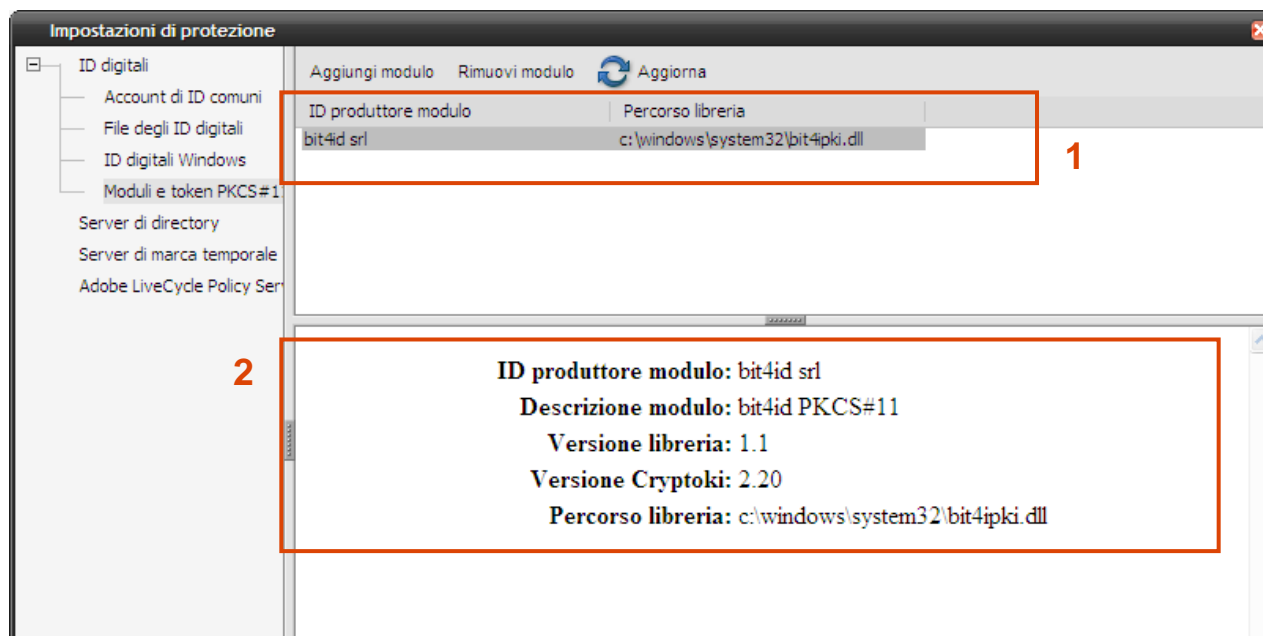 Impostazioni di protezione
ID digitali
Account di ID comuni
File degli ID digitali
ID digitali Windows
Moduli e token PKCS#1
Server di directory
Server di marca temporale
Adobe LiveCycle Policy Ser
Aggiungi modulo Rimuovi modulo Aggiorna
ID produttore modulo Percorso libreria
bit4id srl c:\windows\system32\bit4ipki.dll
1
2
ID produttore modulo: bit4id srl
Descrizione modulo: bit4id PKCS#11
Versione libreria: 1.1
Versione Cryptoki: 2.20
Percorso libreria: c:\windows\system32\bit4ipki.dll